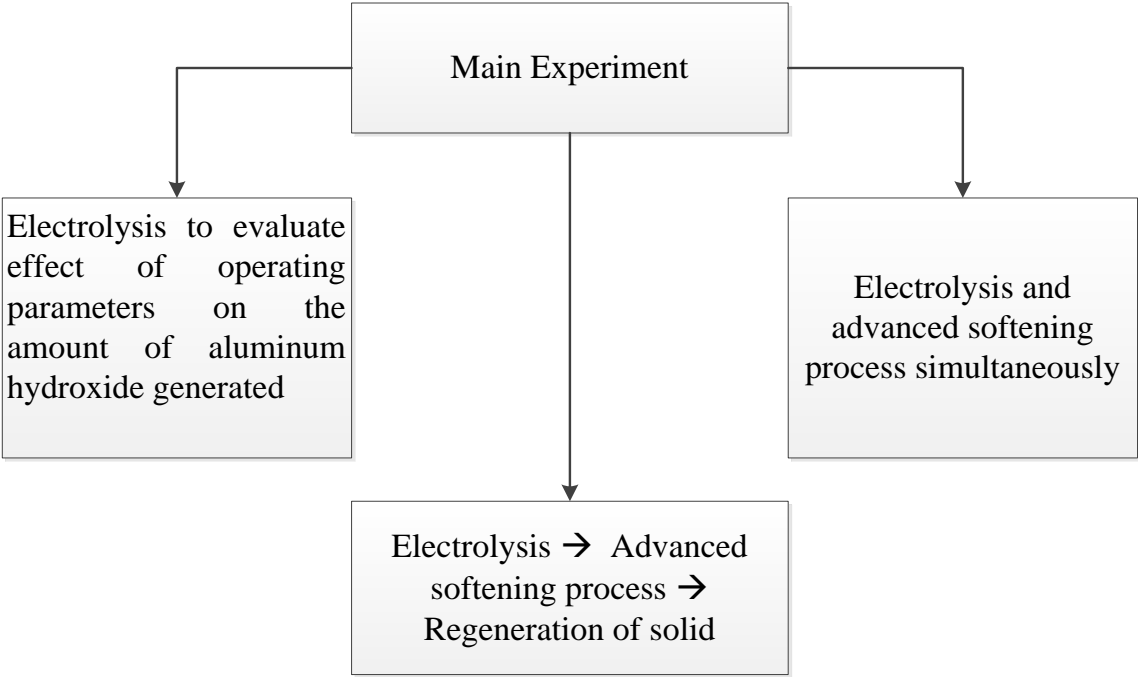 Main Experiment
Electrolysis to evaluate
effect of operating
parameters on the
amount of aluminum
hydroxide generated
Electrolysis and
advanced softening
process simultaneously
Electrolysis → Advanced
softening process →
Regeneration of solid